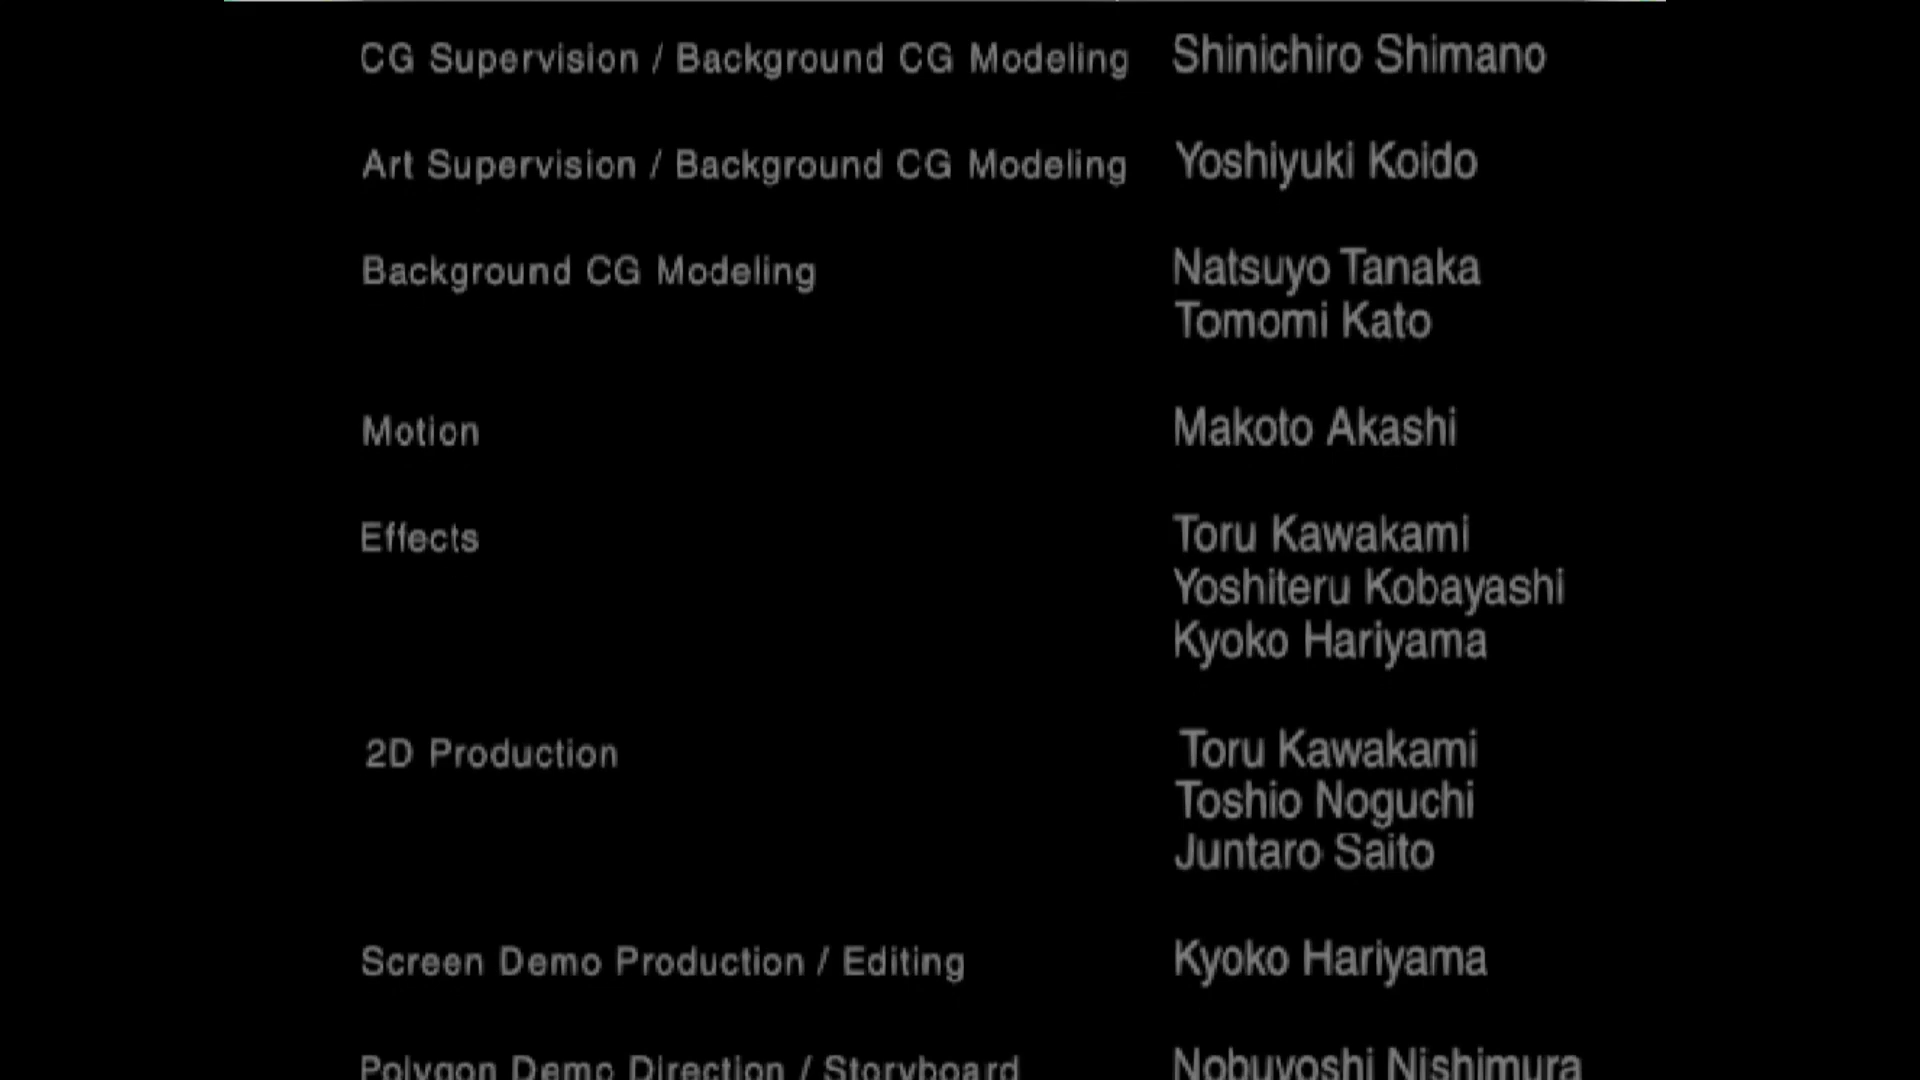 CG Supervision / Background CG Modeling Shinichiro Shimano
Art Supervision / Background CG Modeling Yoshiyuki Koido
Background CG Modeling Natsuyo Tanaka
Tomomi Kato
Motion Makoto Akashi
Effects Toru Kawakami
Yoshiteru Kobayashi
Kyoko Hariyama
2D Production Toru Kawakami
Toshio Noguchi
Juntaro Saito
Screen Demo Production / Editing Kyoko Hariyama
Polygon Demo Direction / Storyboard Nobuyoshi Nishimura